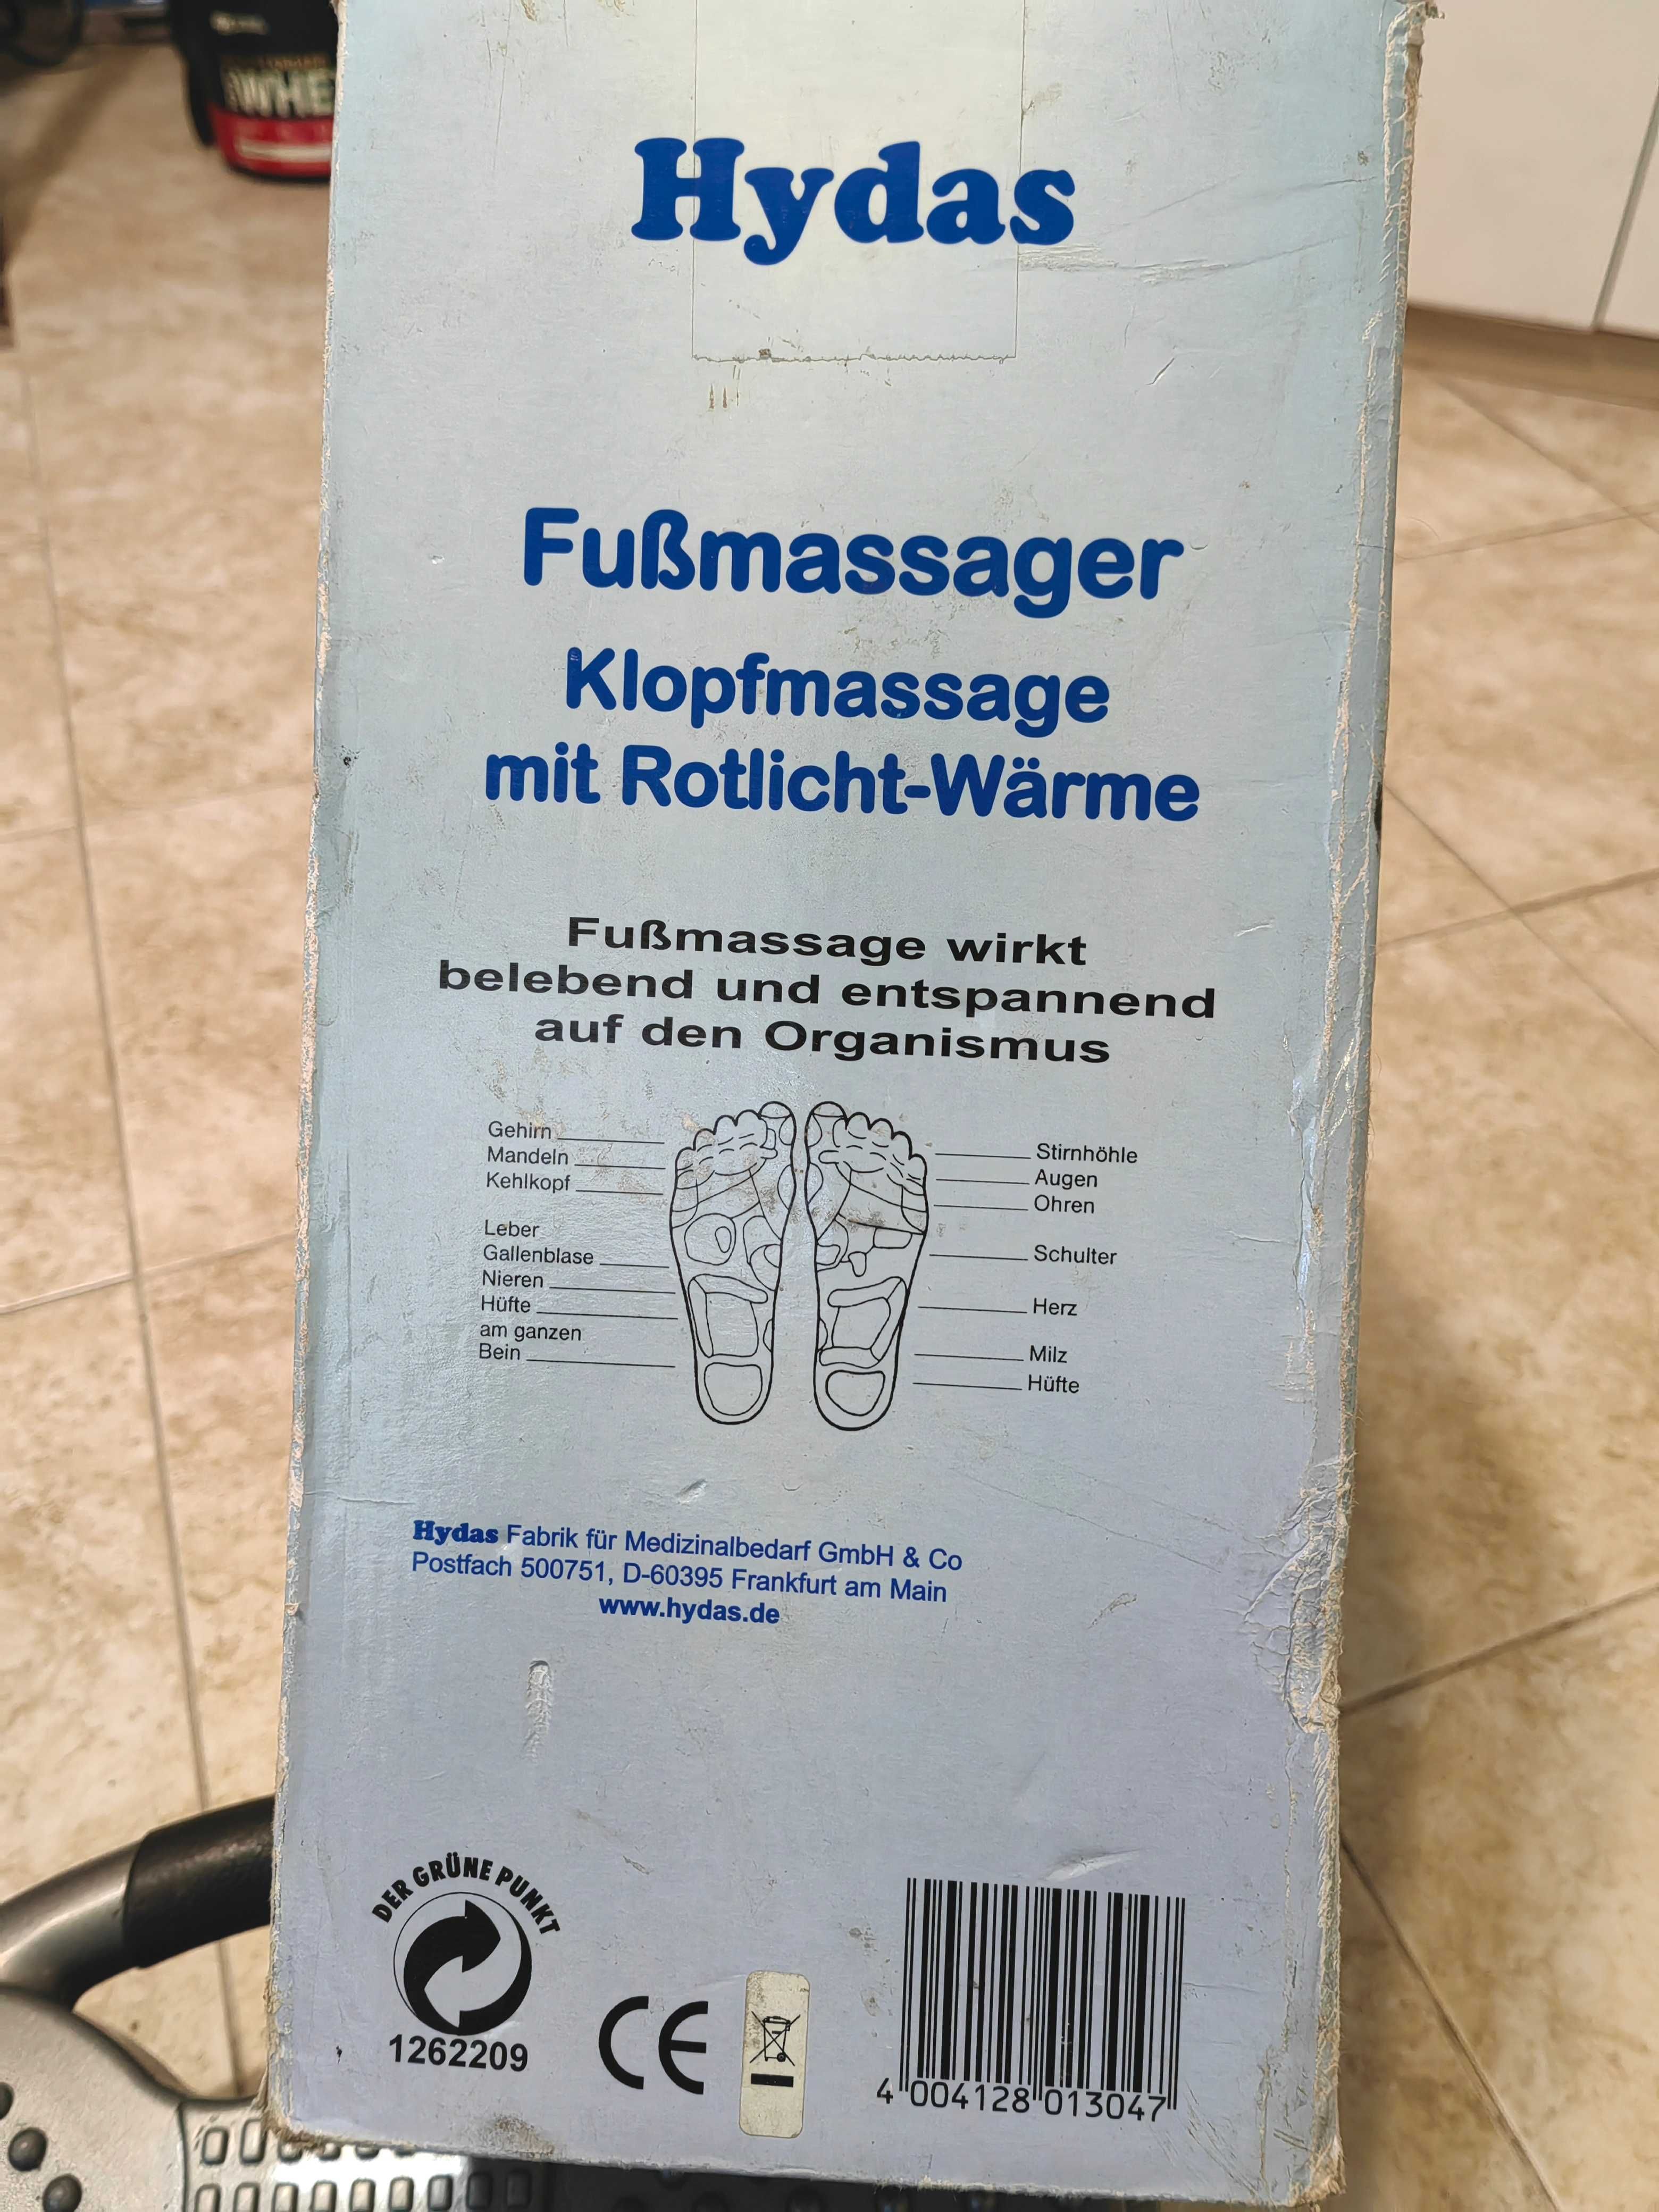 WHE
Hydas
Fußmassager
Klopfmassage
mit Rotlicht-Wärme
Fußmassage wirkt
belebend und entspannend
auf den Organismus
Gehirn
Mandeln
Kehlkopf
Leber
Gallenblase
Nieren
Hüfte
am ganzen
Bein
Stirnhöhle
Augen
Ohren
Schulter
Herz
Milz
Hüfte
Hydas Fabrik für Medizinalbedarf GmbH & Co
Postfach 500751, D-60395 Frankfurt am Main
www.hydas.de
DER GRÜNE PUNKT
1262209
CE
4 004128 013047